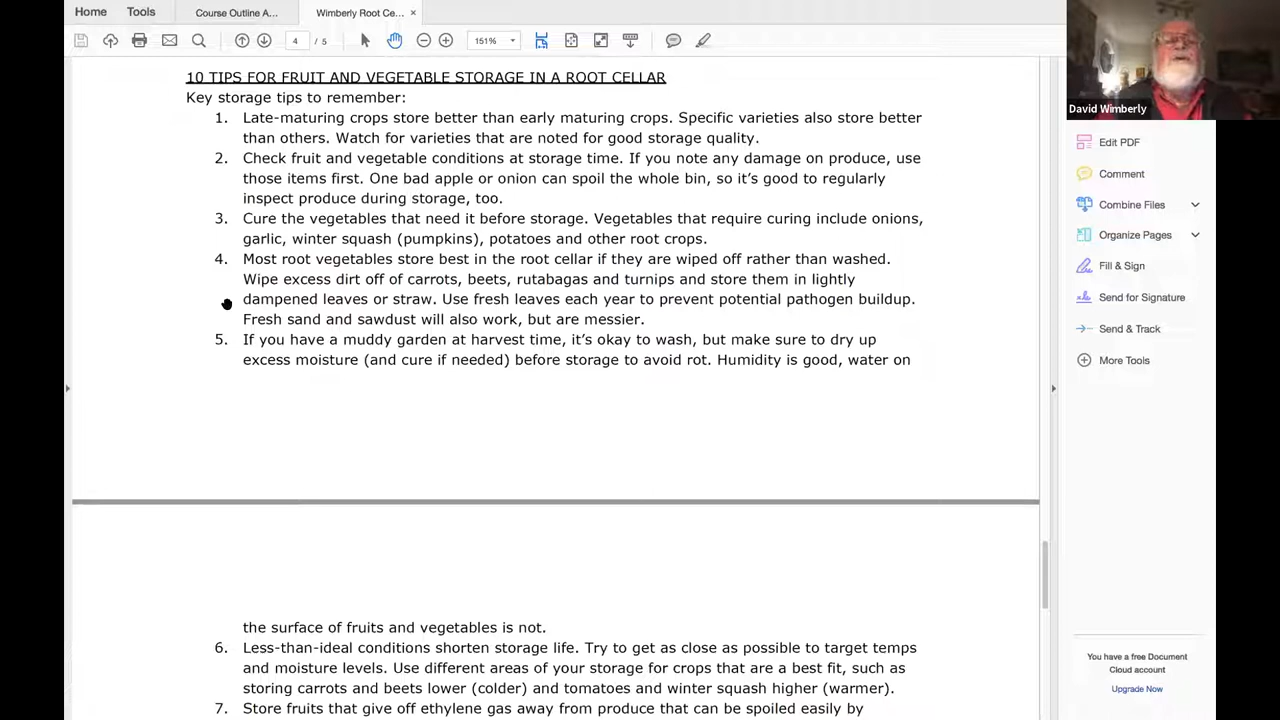 Home
Tools
Course Outline A...
Wimberly Root Ce... ×
4 / 5
151%
10 TIPS FOR FRUIT AND VEGETABLE STORAGE IN A ROOT CELLAR
Key storage tips to remember:
1. Late-maturing crops store better than early maturing crops. Specific varieties also store better
than others. Watch for varieties that are noted for good storage quality.
2. Check fruit and vegetable conditions at storage time. If you note any damage on produce, use
those items first. One bad apple or onion can spoil the whole bin, so it's good to regularly
inspect produce during storage, too.
3. Cure the vegetables that need it before storage. Vegetables that require curing include onions,
garlic, winter squash (pumpkins), potatoes and other root crops.
4. Most root vegetables store best in the root cellar if they are wiped off rather than washed.
Wipe excess dirt off of carrots, beets, rutabagas and turnips and store them in lightly
dampened leaves or straw. Use fresh leaves each year to prevent potential pathogen buildup.
Fresh sand and sawdust will also work, but are messier.
5. If you have a muddy garden at harvest time, it's okay to wash, but make sure to dry up
excess moisture (and cure if needed) before storage to avoid rot. Humidity is good, water on
the surface of fruits and vegetables is not.
6. Less-than-ideal conditions shorten storage life. Try to get as close as possible to target temps
and moisture levels. Use different areas of your storage for crops that are a best fit, such as
storing carrots and beets lower (colder) and tomatoes and winter squash higher (warmer).
7. Store fruits that give off ethylene gas away from produce that can be spoiled easily by
David Wimberly
Edit PDF
Comment
Combine Files
Organize Pages
Fill & Sign
Send for Signature
Send & Track
More Tools
You have a free Document
Cloud account
Upgrade Now